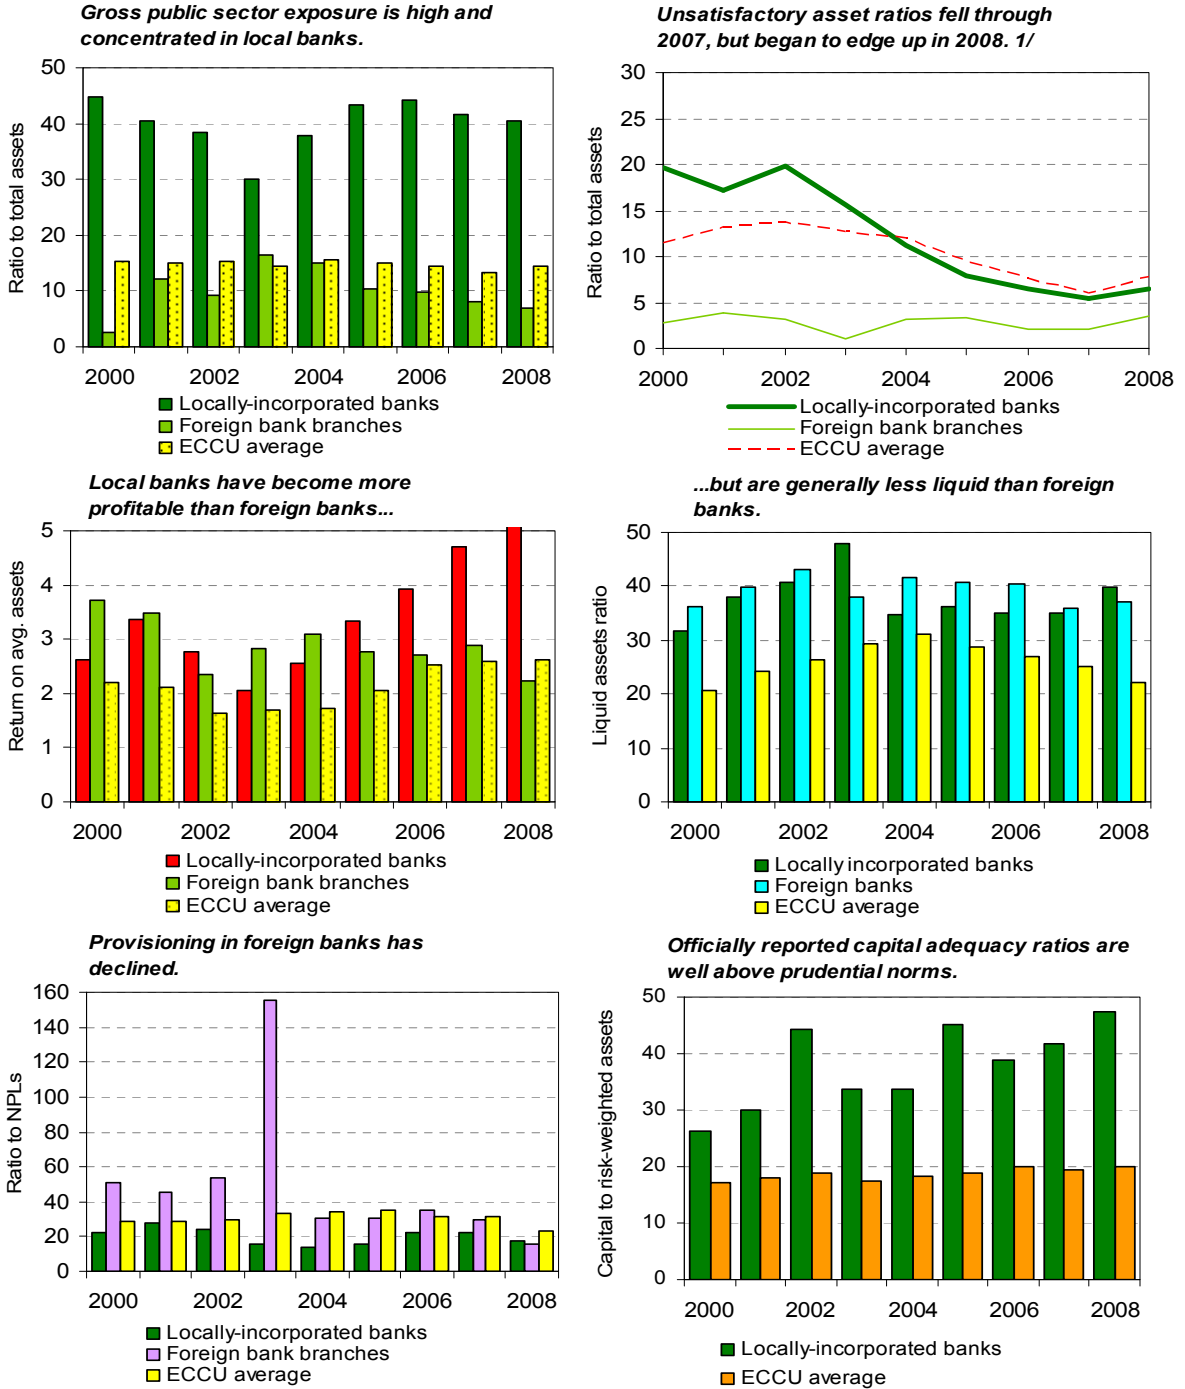 Gross public sector exposure is high and
concentrated in local banks.
Ratio to total assets
50
40
30
20
10
0
2000 2002 2004 2006 2008
Locally-incorporated banks
Foreign bank branches
ECCU average
Unsatisfactory asset ratios fell through
2007, but began to edge up in 2008. 1/
Ratio to total assets
30
25
20
15
10
5
0
2000 2002 2004 2006 2008
Locally-incorporated banks
Foreign bank branches
ECCU average
Local banks have become more
profitable than foreign banks...
Return on avg. assets
5
4
3
2
1
0
2000 2002 2004 2006 2008
Locally-incorporated banks
Foreign bank branches
ECCU average
...but are generally less liquid than foreign
banks.
Liquid assets ratio
50
40
30
20
10
0
2000 2002 2004 2006 2008
Locally incorporated banks
Foreign banks
ECCU average
Provisioning in foreign banks has
declined.
Ratio to NPLs
160
140
120
100
80
60
40
20
0
2000 2002 2004 2006 2008
Locally-incorporated banks
Foreign bank branches
ECCU average
Officially reported capital adequacy ratios are
well above prudential norms.
Capital to risk-weighted assets
50
40
30
20
10
0
2000 2002 2004 2006 2008
Locally-incorporated banks
ECCU average